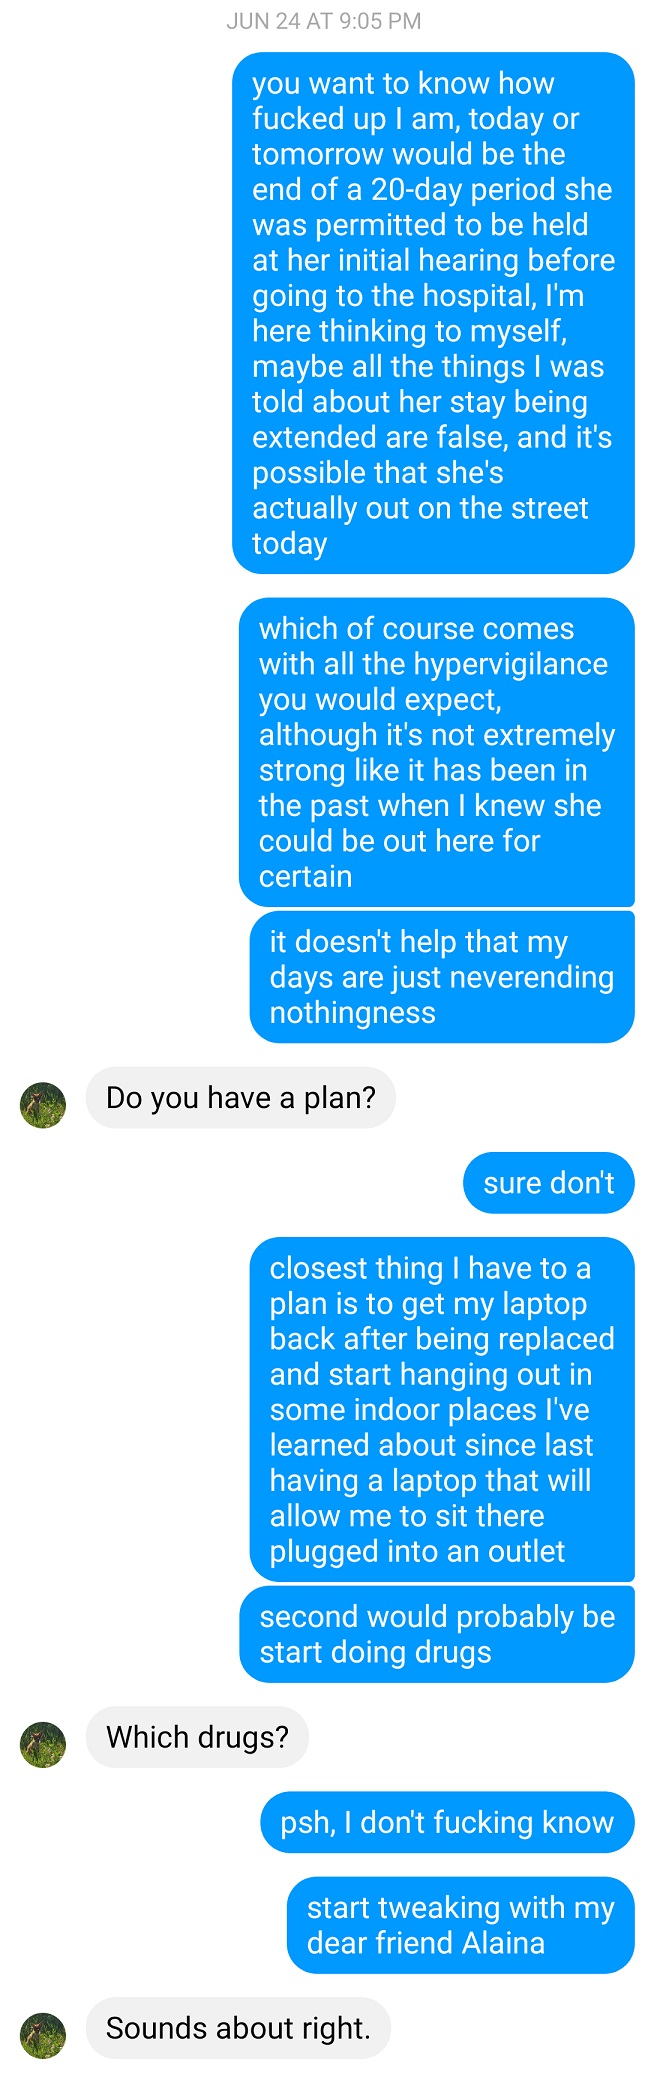 JUN 24 AT 9:05 PM
you want to know how
fucked up I am, today or
tomorrow would be the
end of a 20-day period she
was permitted to be held
at her initial hearing before
going to the hospital, I'm
here thinking to myself,
maybe all the things I was
told about her stay being
extended are false, and it's
possible that she's
actually out on the street
today
which of course comes
with all the hypervigilance
you would expect,
although it's not extremely
strong like it has been in
the past when I knew she
could be out here for
certain
it doesn't help that my
days are just neverending
nothingness
Do you have a plan?
sure don't
closest thing I have to a
plan is to get my laptop
back after being replaced
and start hanging out in
some indoor places I've
learned about since last
having a laptop that will
allow me to sit there
plugged into an outlet
second would probably be
start doing drugs
Which drugs?
psh, I don't fucking know
start tweaking with my
dear friend Alaina
Sounds about right.